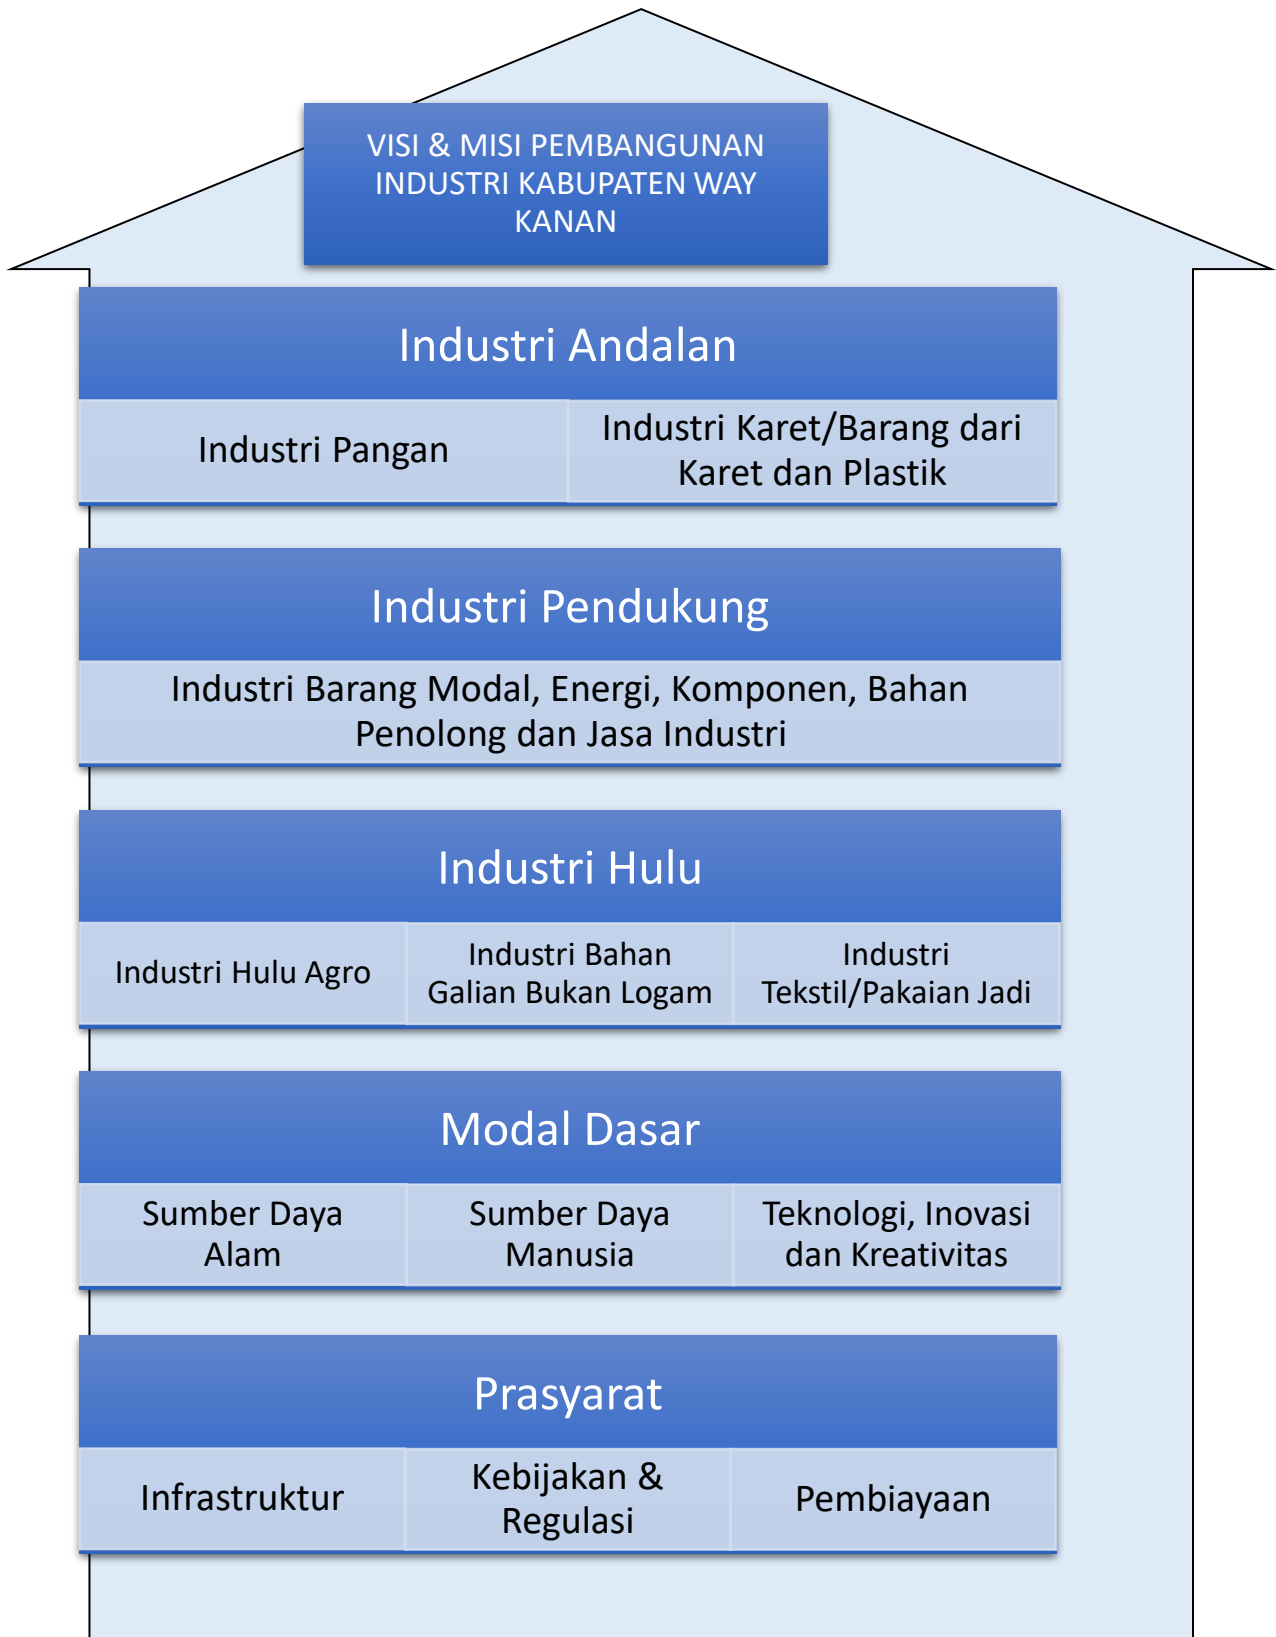 VISI & MISI PEMBANGUNAN
INDUSTRI KABUPATEN WAY
KANAN
Industri Andalan
Industri Pangan
Industri Karet/Barang dari
Karet dan Plastik
Industri Pendukung
Industri Barang Modal, Energi, Komponen, Bahan
Penolong dan Jasa Industri
Industri Hulu
Industri Hulu Agro
Industri Bahan
Galian Bukan Logam
Industri
Tekstil/Pakaian Jadi
Modal Dasar
Sumber Daya
Alam
Sumber Daya
Manusia
Teknologi, Inovasi
dan Kreativitas
Prasyarat
Infrastruktur
Kebijakan &
Regulasi
Pembiayaan